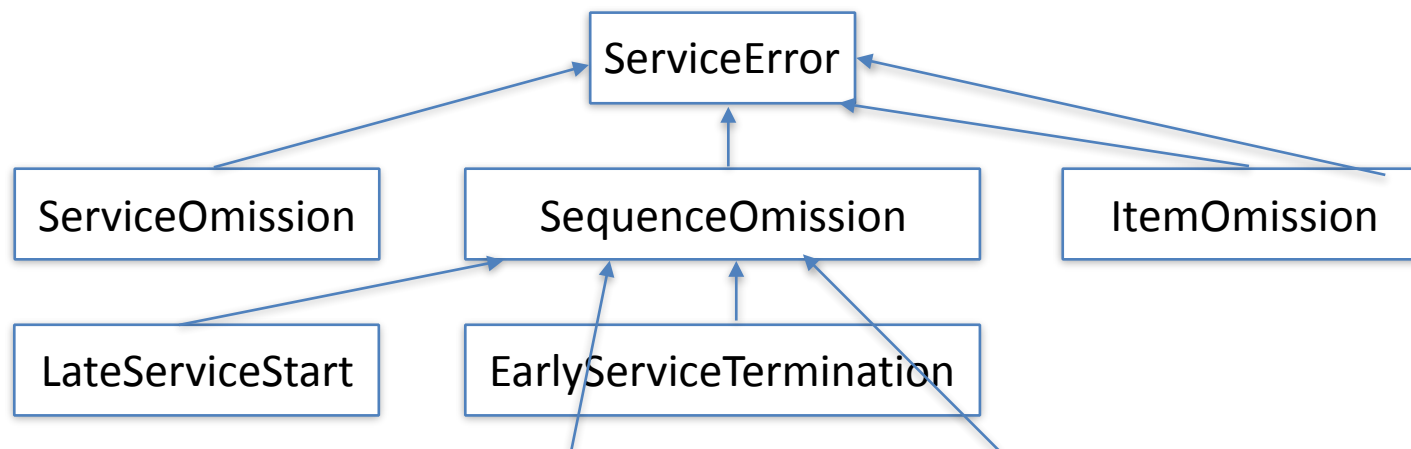 ServiceError
ServiceOmission
SequenceOmission
ItemOmission
LateServiceStart
EarlyServiceTermination